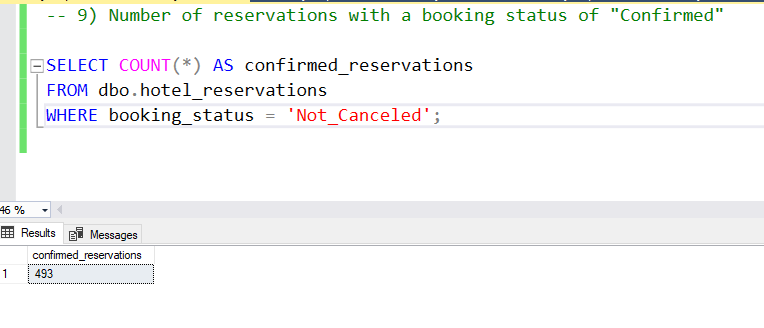 -- 9) Number of reservations with a booking status of "Confirmed"
SELECT COUNT(*) AS confirmed_reservations
FROM dbo.hotel_reservations
WHERE booking_status = 'Not_Canceled';
46 %
Results Messages
confirmed_reservations
1 493